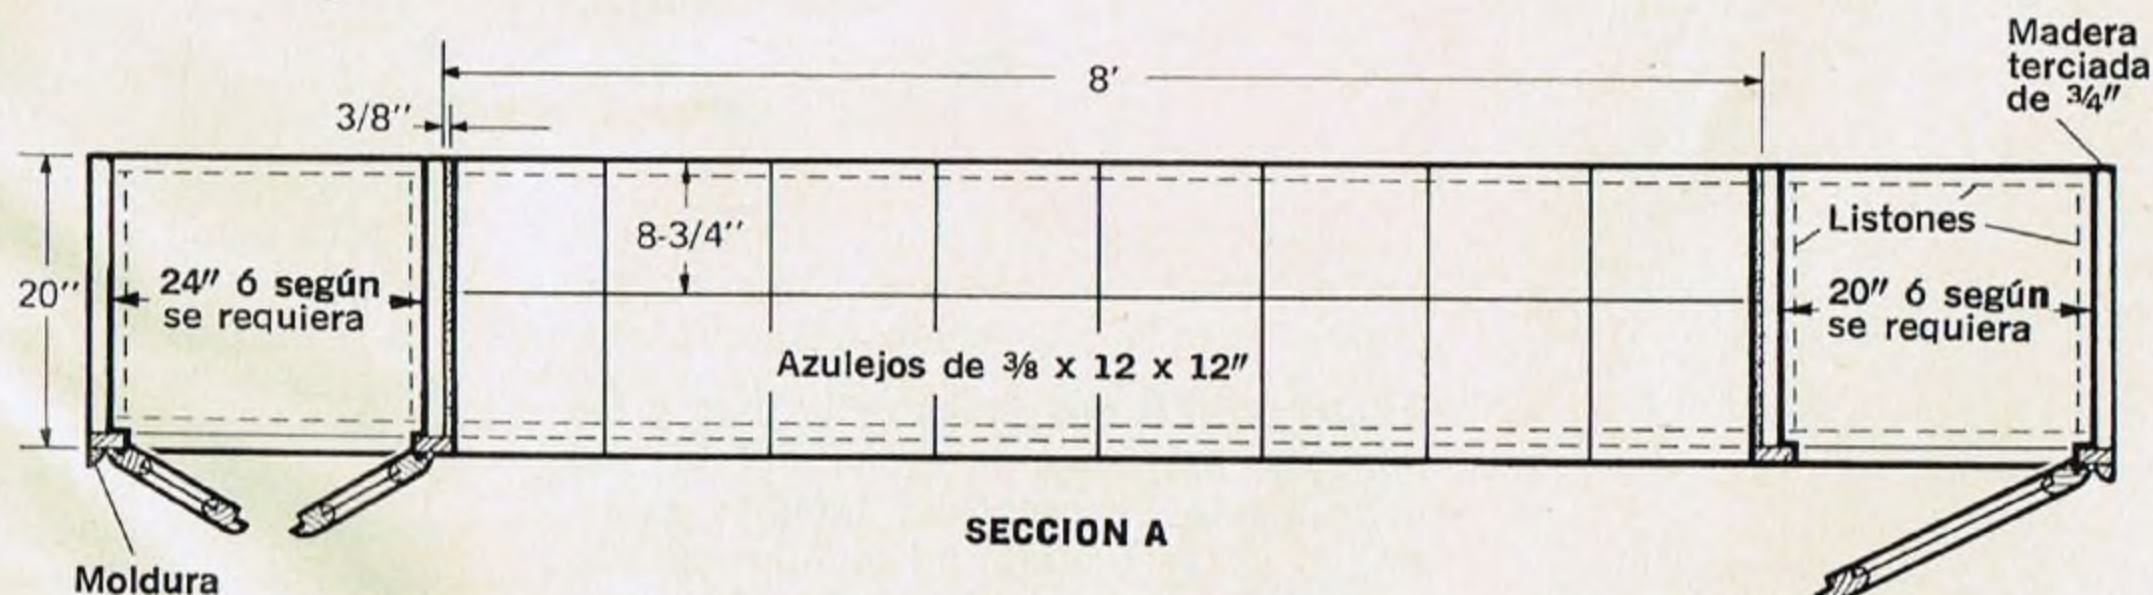 Madera
terciada
de 3/4"
8'
3/8''
8-3/4''
Listones
20''
24" ó según
se requiera
20" ó según
se requiera
Azulejos de 3/8 x 12 x 12"
SECCION A
Moldura